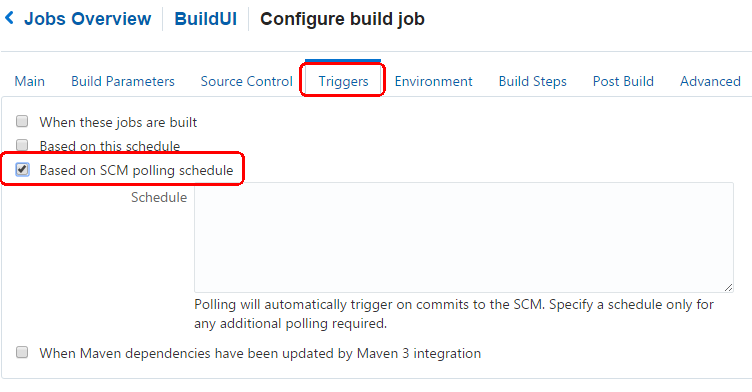 Jobs Overview BuildUI Configure build job
Main Build Parameters Source Control Triggers Environment Build Steps Post Build Advanced
When these jobs are built
Based on this schedule
Based on SCM polling schedule
Schedule
Polling will automatically trigger on commits to the SCM. Specify a schedule only for
any additional polling required.
When Maven dependencies have been updated by Maven 3 integration